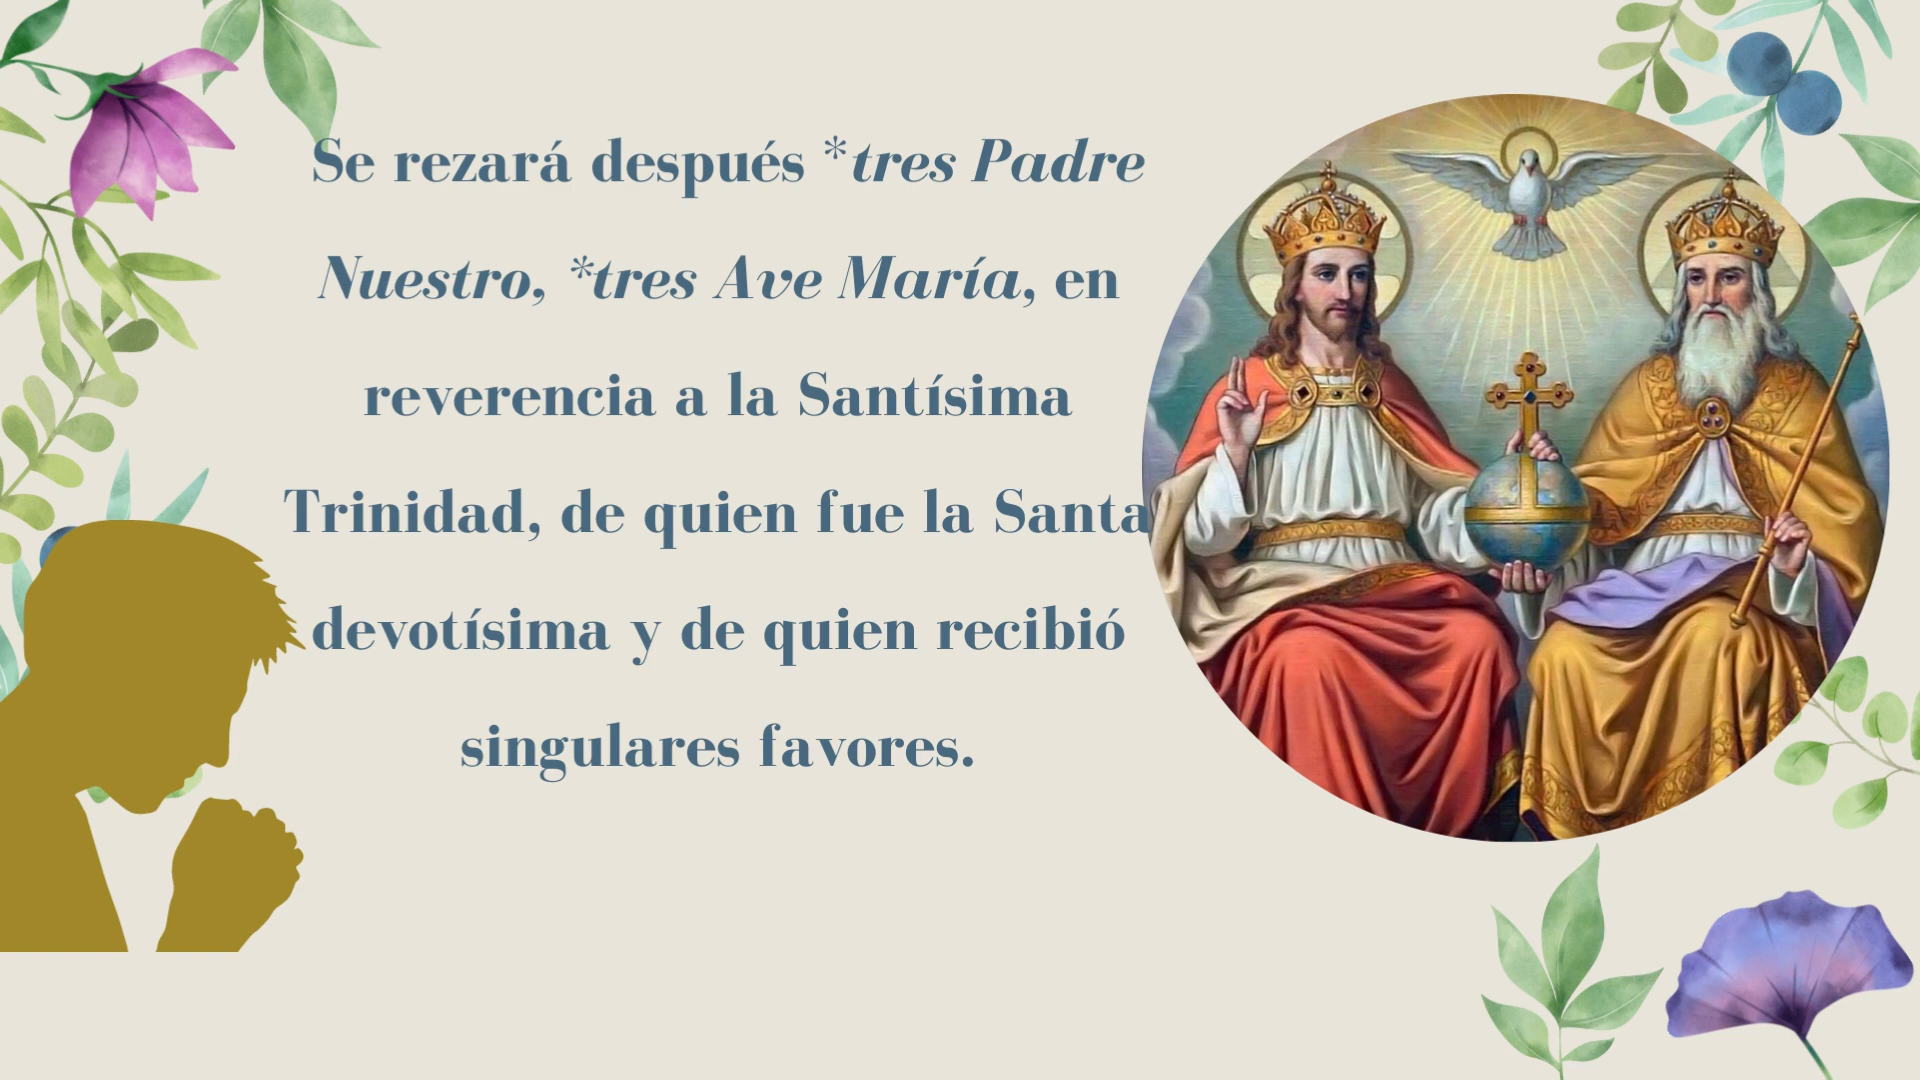 Se rezará después *tres Padre
Nuestro, *tres Ave María, en
reverencia a la Santísima
Trinidad, de quien fue la Santa
devotísima y de quien recibió
singulares favores.